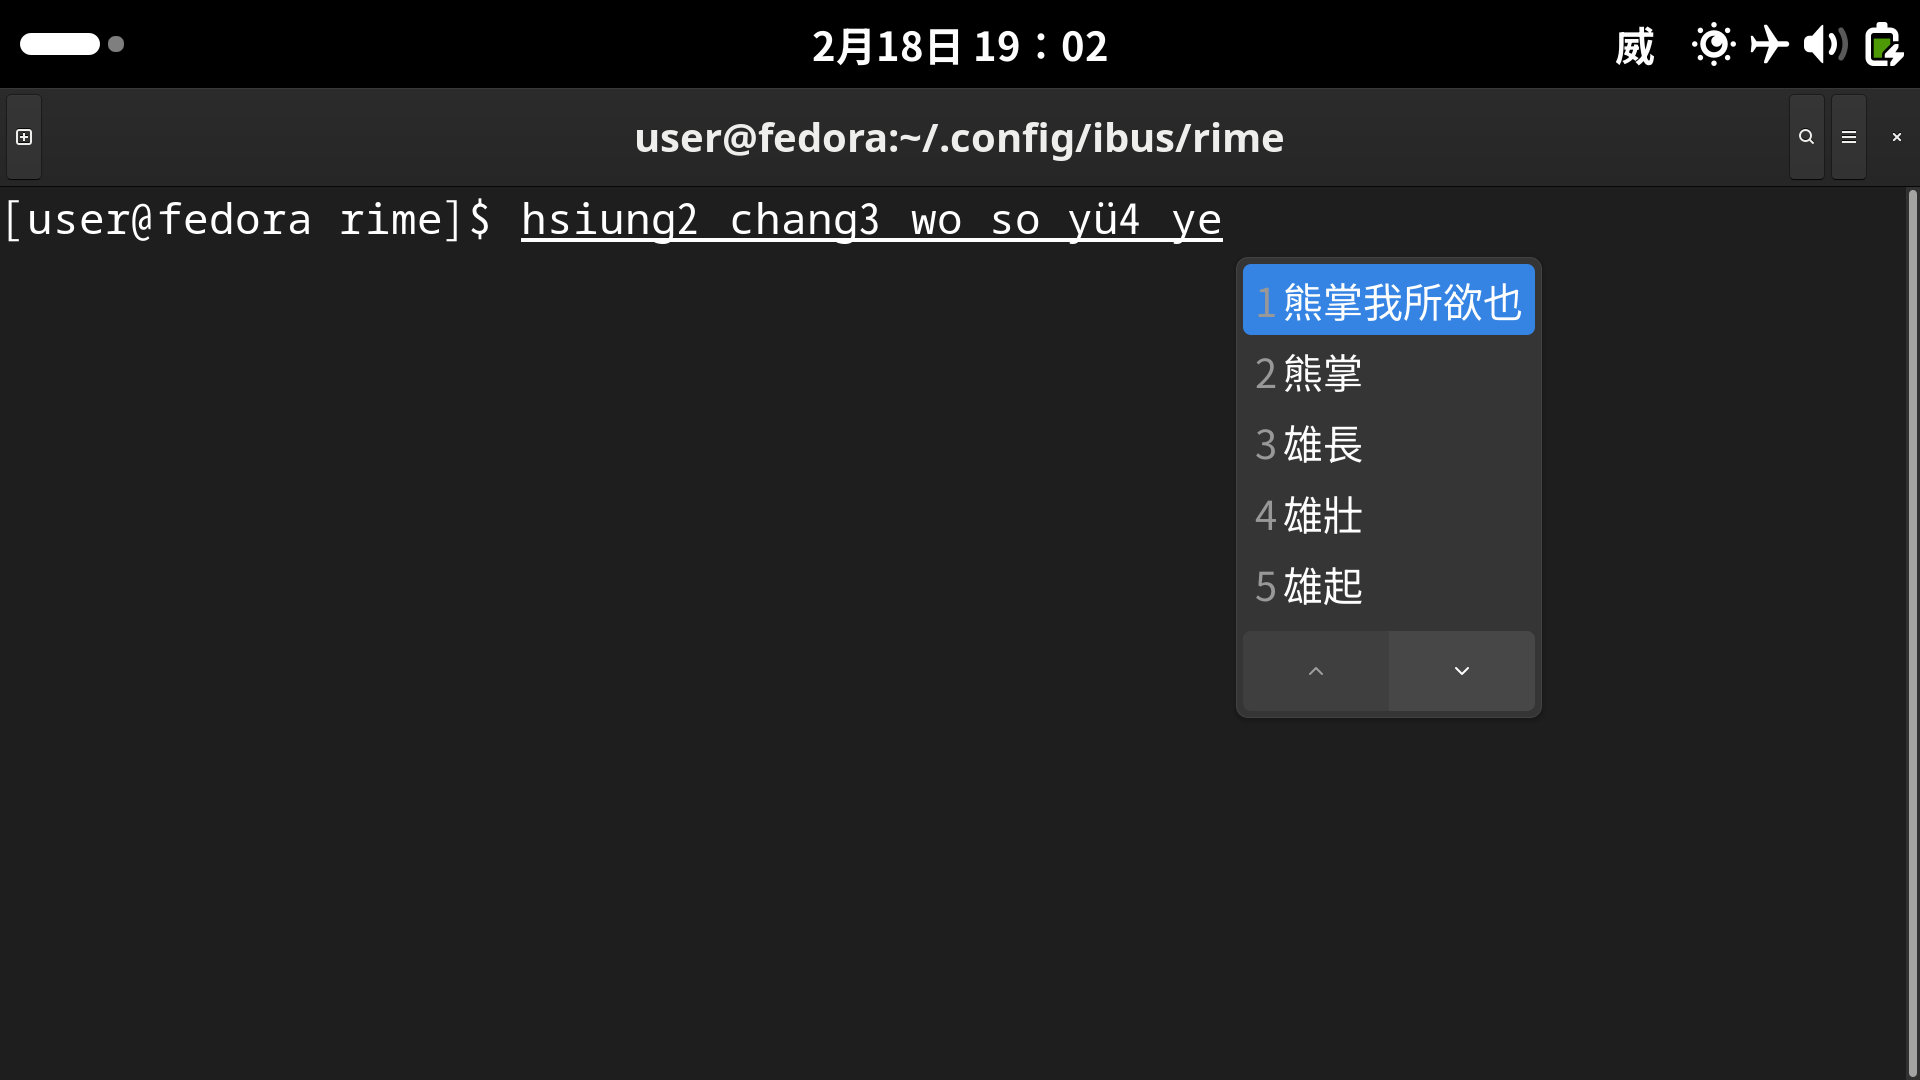 2月18日 19：02
威
user@fedora:~/.config/ibus/rime
[user@fedora rime]$ hsiung2 chang3 wo so yü4 ye
1 熊掌我所欲也
2 熊掌
3 雄長
4 雄壯
5 雄起